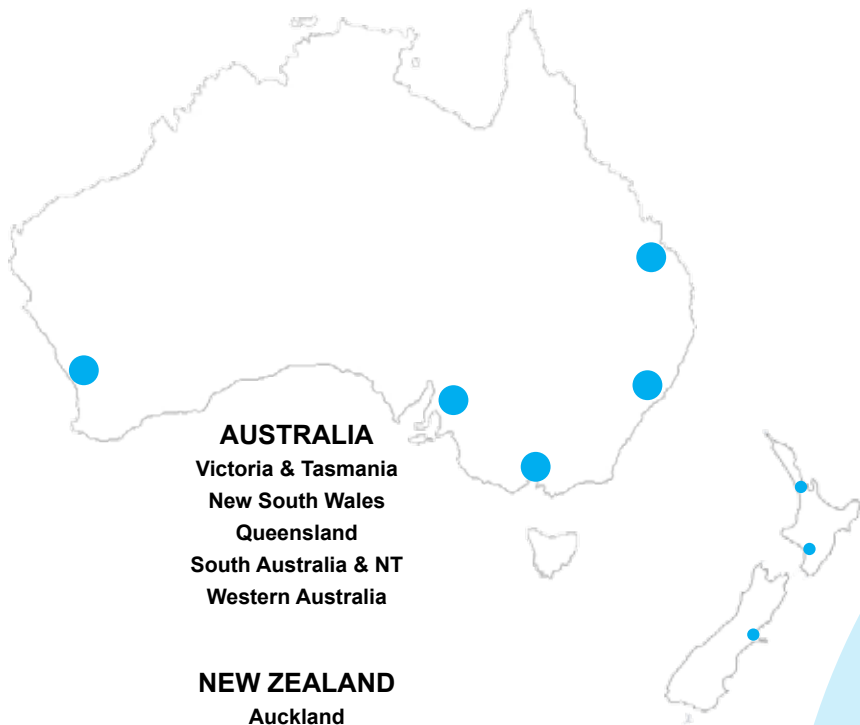 AUSTRALIA
Victoria & Tasmania
New South Wales
Queensland
South Australia & NT
Western Australia
NEW ZEALAND
Auckland